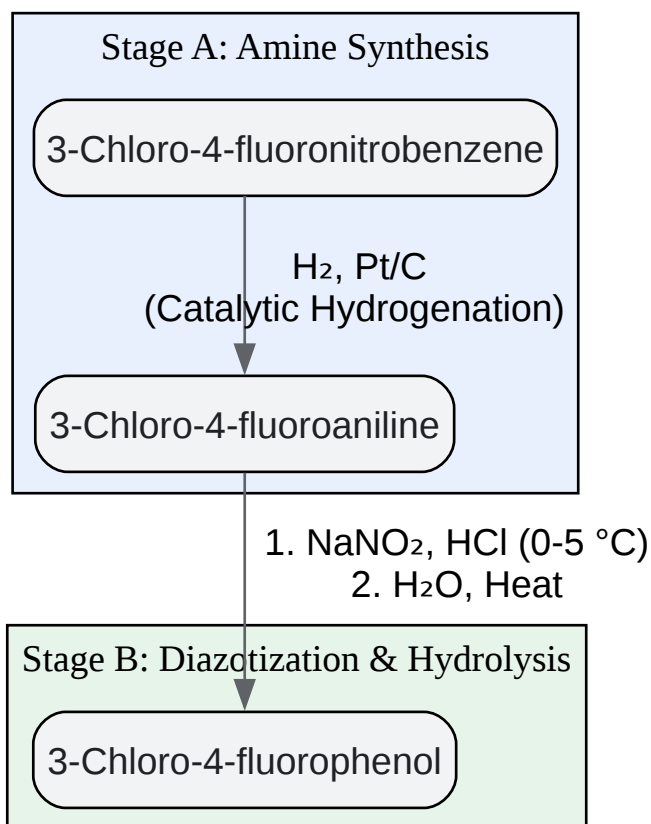 Stage A: Amine Synthesis
3-Chloro-4-fluoronitrobenzene
H₂, Pt/C
(Catalytic Hydrogenation)
3-Chloro-4-fluoroaniline
1. NaNO₂, HCl (0-5 °C)
2. H₂O, Heat
Stage B: Diazotization & Hydrolysis
3-Chloro-4-fluorophenol